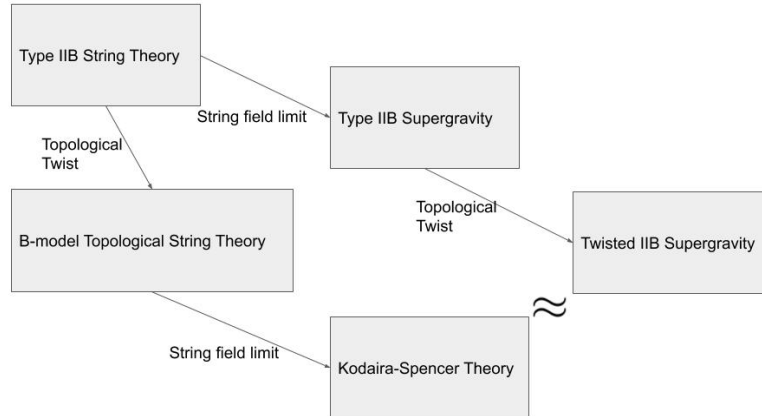 Type IIB String Theory
String field limit
Type IIB Supergravity
Topological
Twist
Topological
Twist
B-model Topological String Theory
Twisted IIB Supergravity
≈
String field limit
Kodaira-Spencer Theory